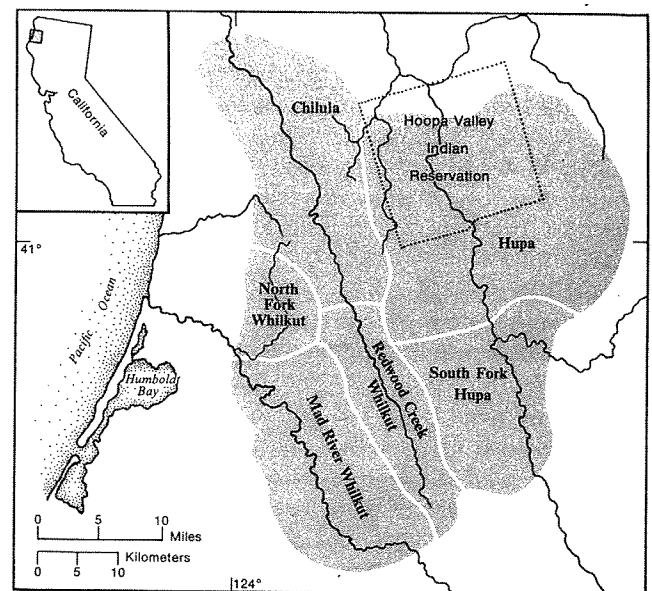 California
Chilula
Hoopa Valley
Indian
Reservation
41°
Hupa
Pacific Ocean
North
Fork
Whilkut
Humbolt
Bay
Redwood Creek
Whilkut
South Fork
Hupa
Mad River Whilkut
0 5 10
Miles
Kilometers
0 5 10
124°